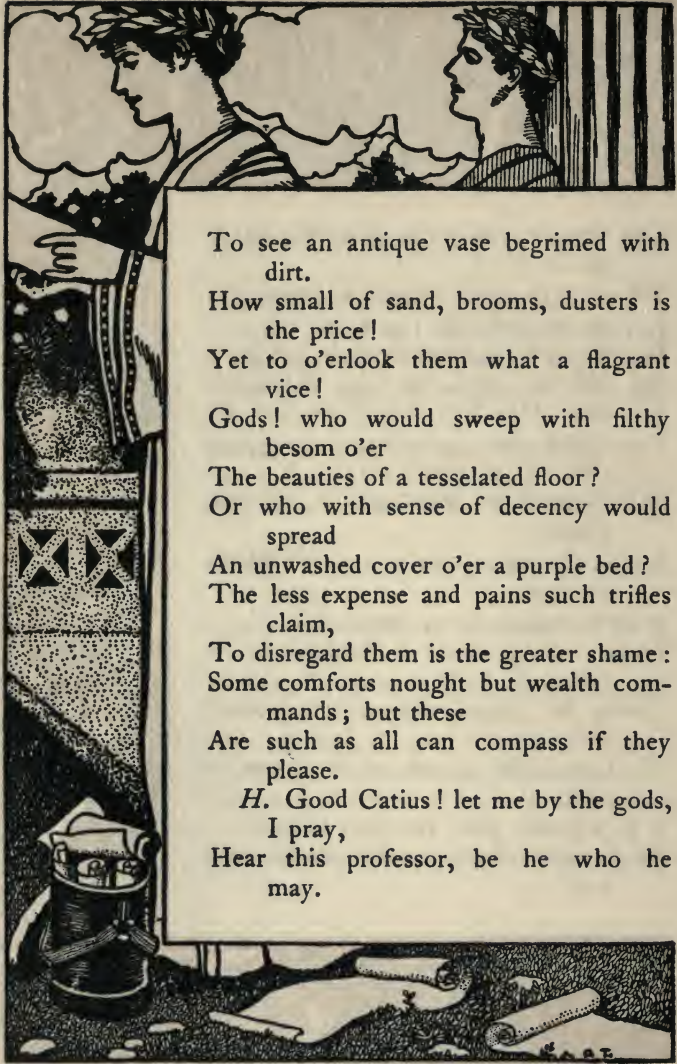 To see an antique vase begrimed with
dirt.
How small of sand, brooms, dusters is
the price !
Yet to o'erlook them what a flagrant
vice !
Gods ! who would sweep with filthy
besom o'er
The beauties of a tesselated floor ?
Or who with sense of decency would
spread
An unwashed cover o'er a purple bed ?
The less expense and pains such trifles
claim,
To disregard them is the greater shame :
Some comforts nought but wealth com-
mands ; but these
Are such as all can compass if they
please.
H. Good Catius ! let me by the gods,
I pray,
Hear this professor, be he who he
may.